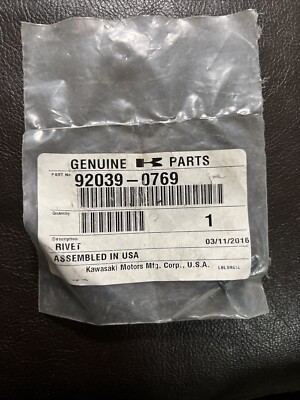 GENUINE K PARTS
PART No. 92039-0769
Quantity 1
Description 03/11/2016
RIVET
ASSEMBLED IN USA
Kawasaki Motors Mfg. Corp., U.S.A.